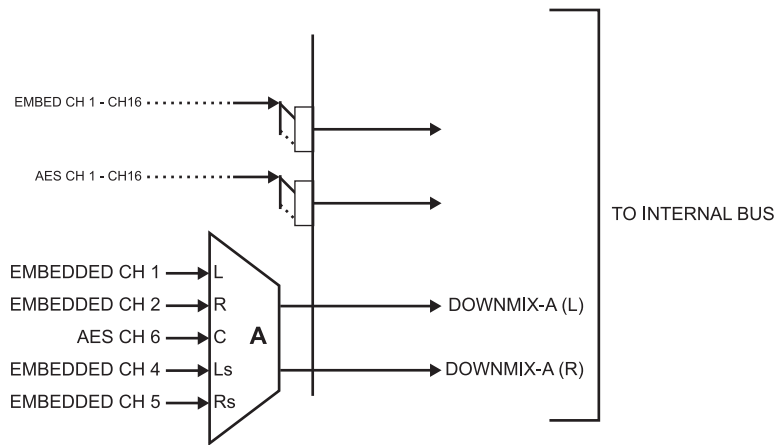 EMBED CH 1 - CH16
AES CH 1 - CH16
TO INTERNAL BUS
EMBEDDED CH 1
L
EMBEDDED CH 2
R
DOWNMIX-A (L)
AES CH 6
C
A
EMBEDDED CH 4
Ls
DOWNMIX-A (R)
EMBEDDED CH 5
Rs